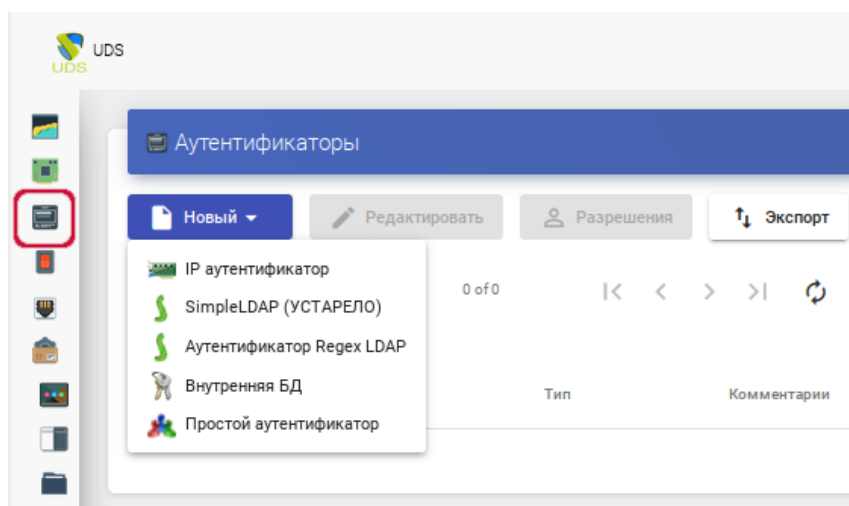 UDS
UDS
Аутентификаторы
Новый
Редактировать
Разрешения
Экспорт
IP аутентификатор
SimpleLDAP (УСТАРЕЛО)
Аутентификатор Regex LDAP
Внутренняя БД
Простой аутентификатор
0 of 0
Тип
Комментарии